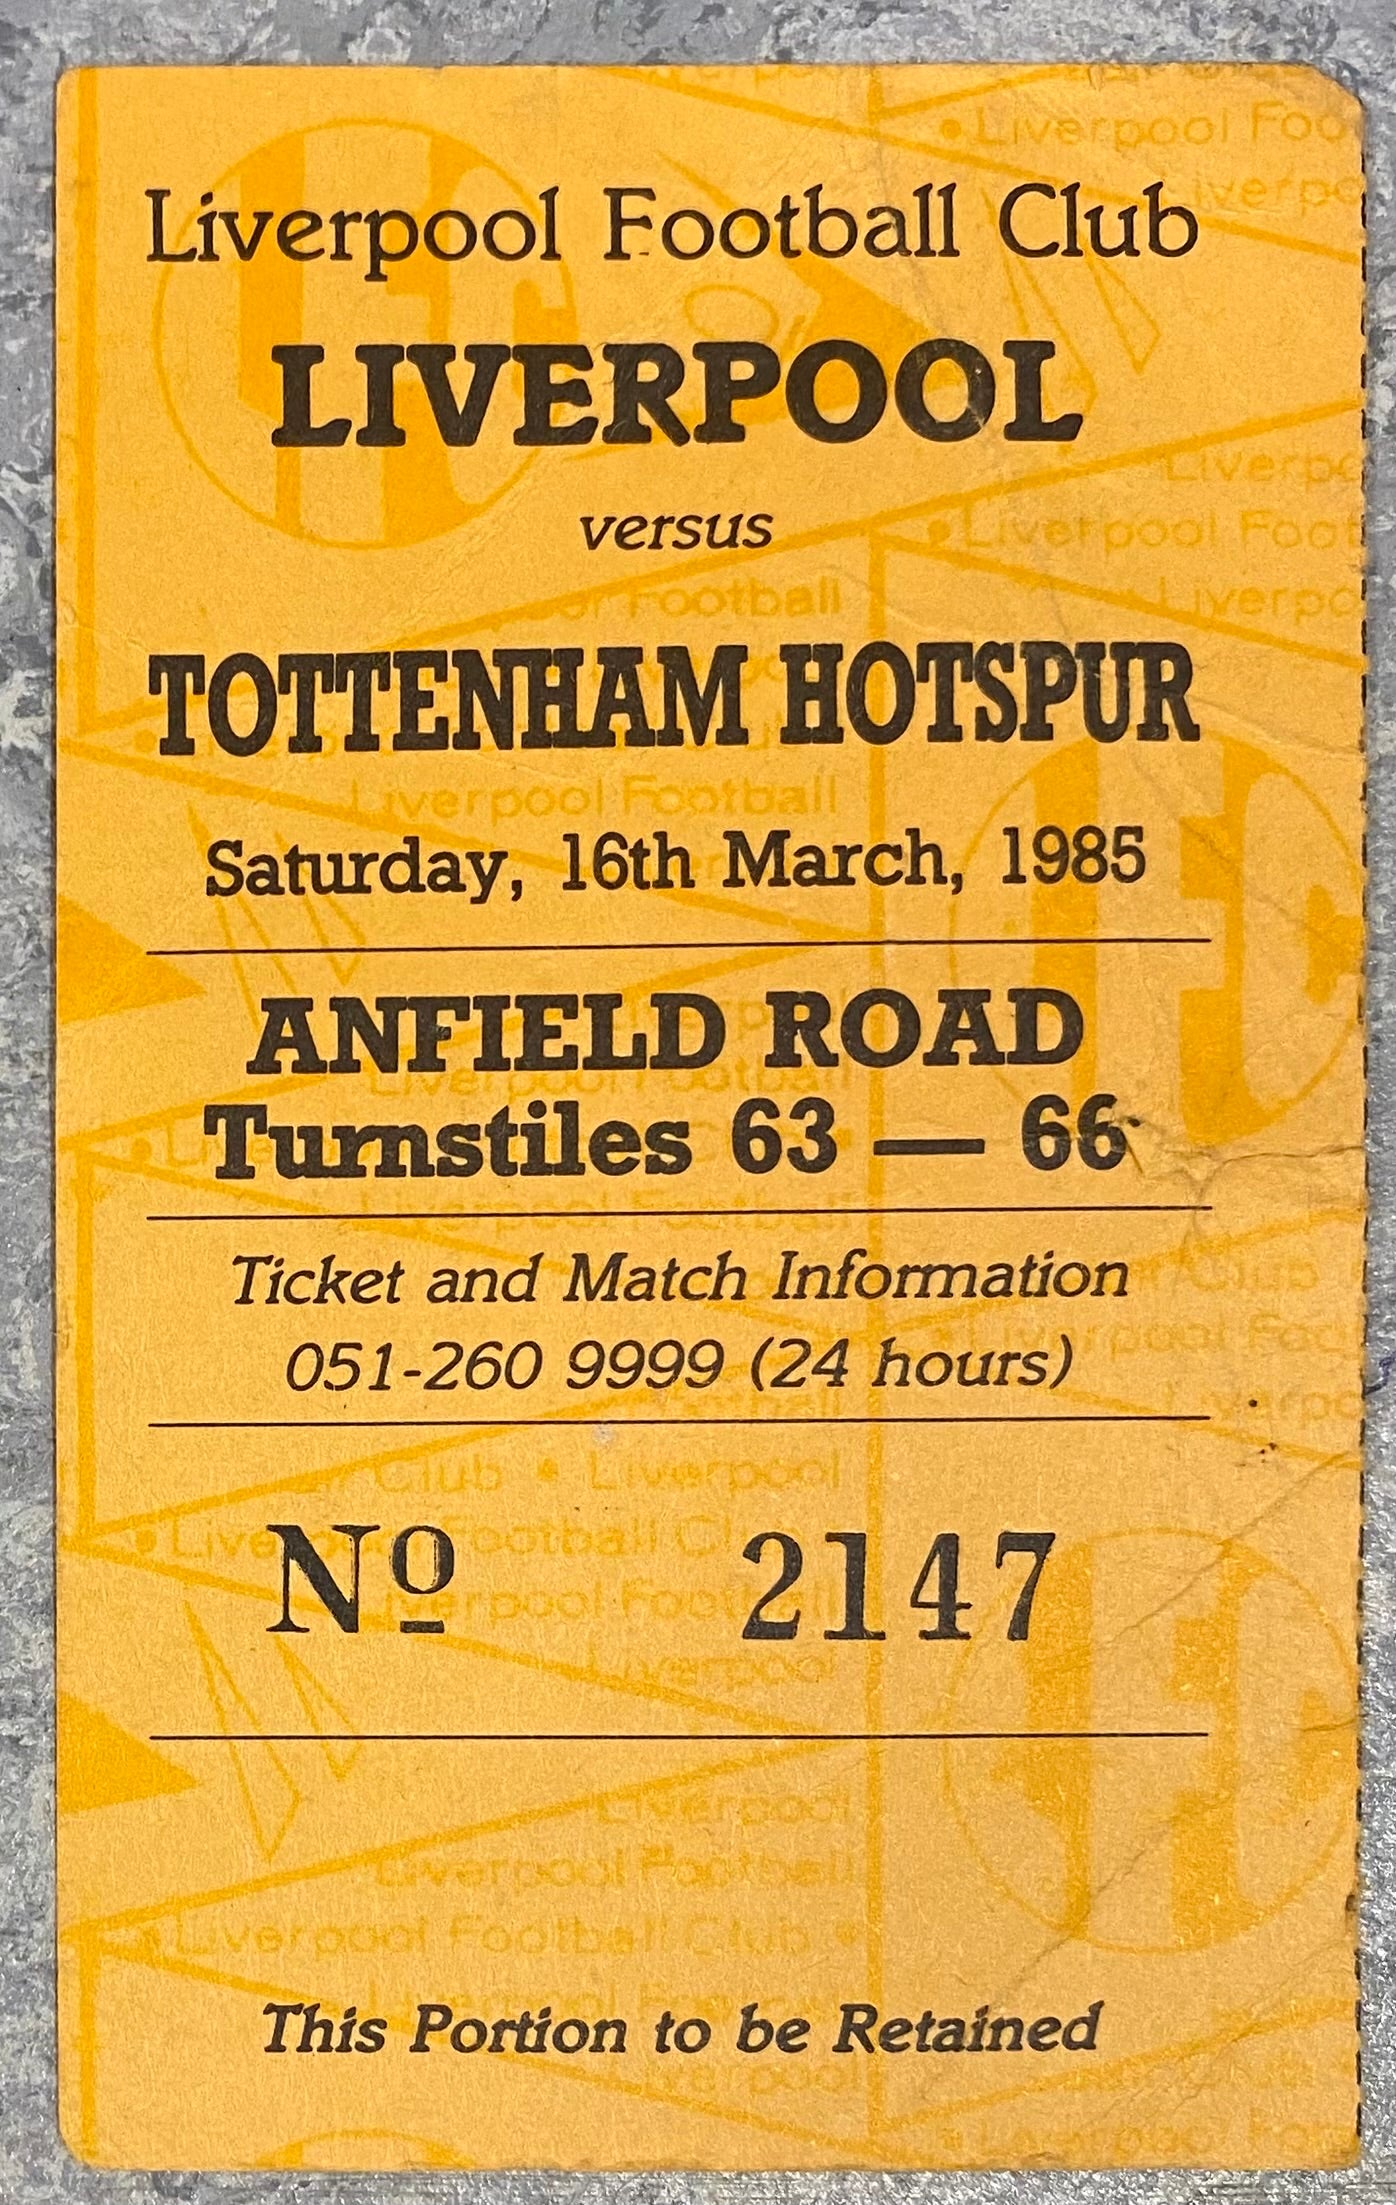 Liverpool Football Club
LIVERPOOL
versus
TOTTENHAM HOTSPUR
Saturday, 16th March, 1985
ANFIELD ROAD
Turnstiles 63 — 66
Ticket and Match Information
051-260 9999 (24 hours)
Nº 2147
This Portion to be Retained